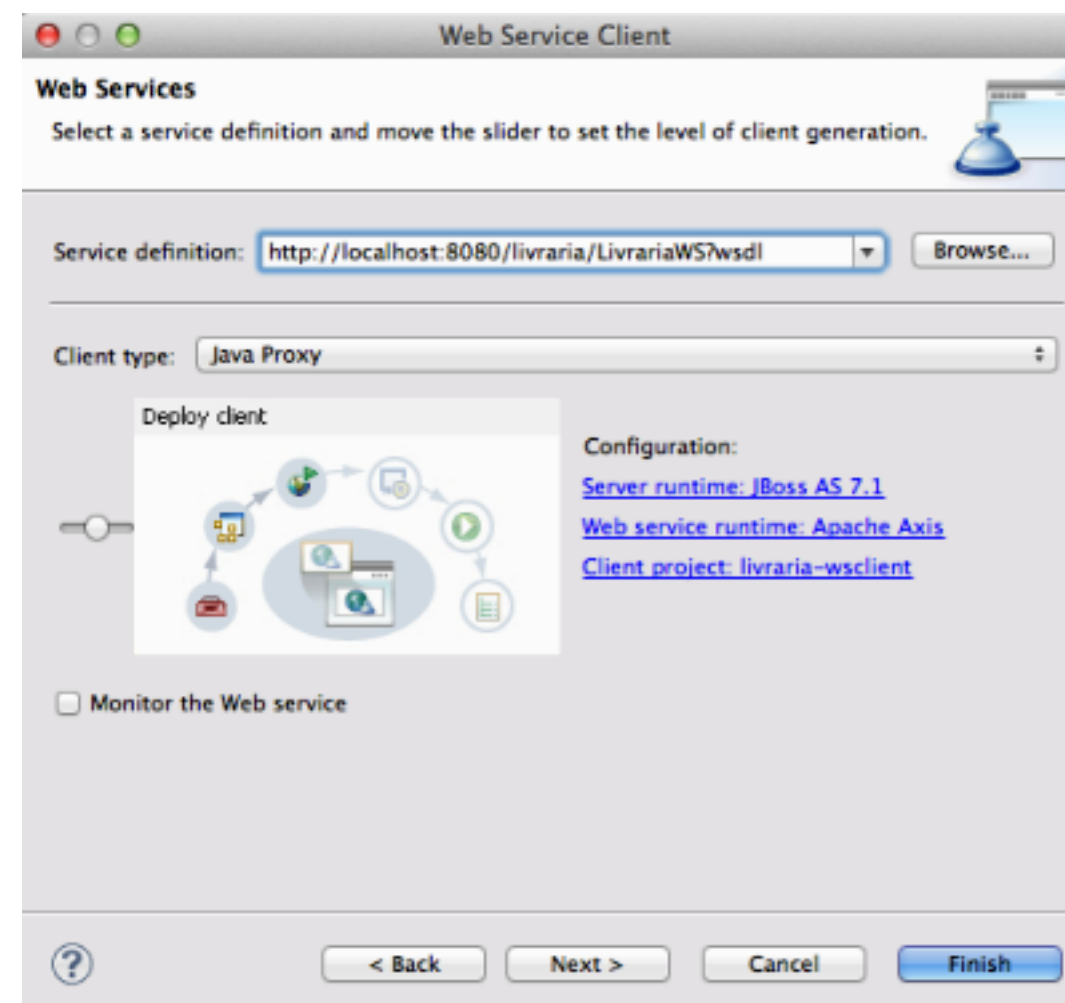 Web Service Client
Web Services
Select a service definition and move the slider to set the level of client generation.
Service definition: http://localhost:8080/livraria/LivrariaWS?wsdl Browse...
Client type: Java Proxy
Deploy client
Configuration:
Server runtime: JBoss AS 7.1
Web service runtime: Apache Axis
Client project: livraria-wsclient
Monitor the Web service
? < Back Next > Cancel Finish